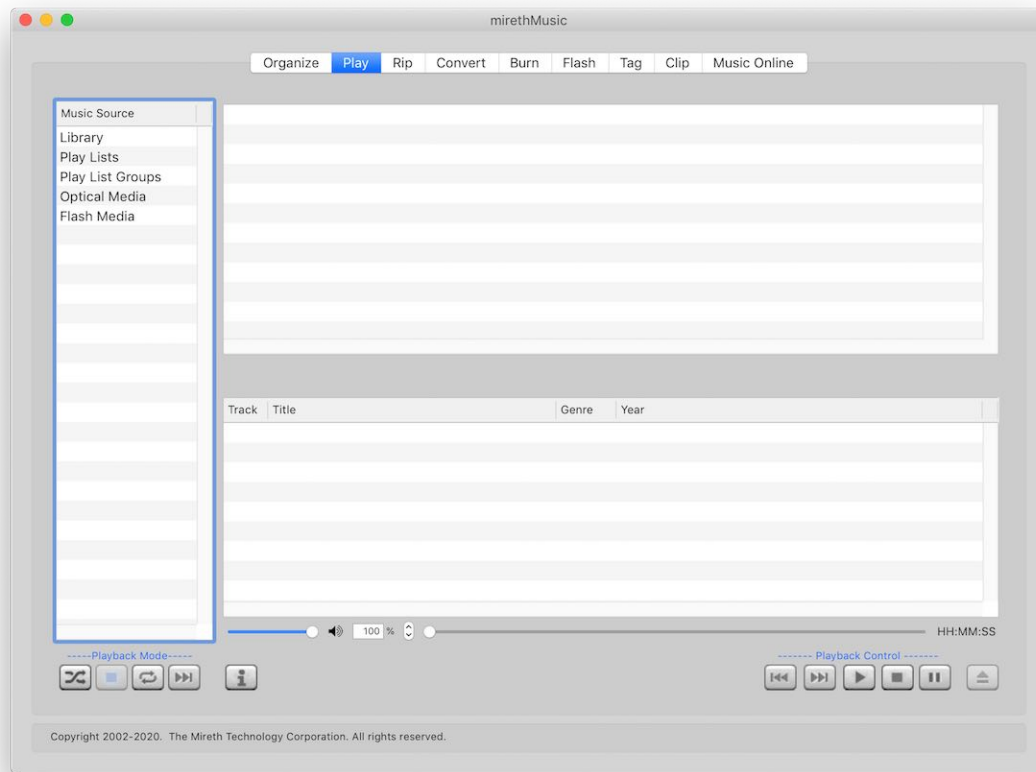 mirethMusic
Organize Play Rip Convert Burn Flash Tag Clip Music Online
Music Source
Library
Play Lists
Play List Groups
Optical Media
Flash Media
Track Title Genre Year
100 % HH:MM:SS
-----Playback Mode-----
------- Playback Control -------
Copyright 2002-2020. The Mireth Technology Corporation. All rights reserved.